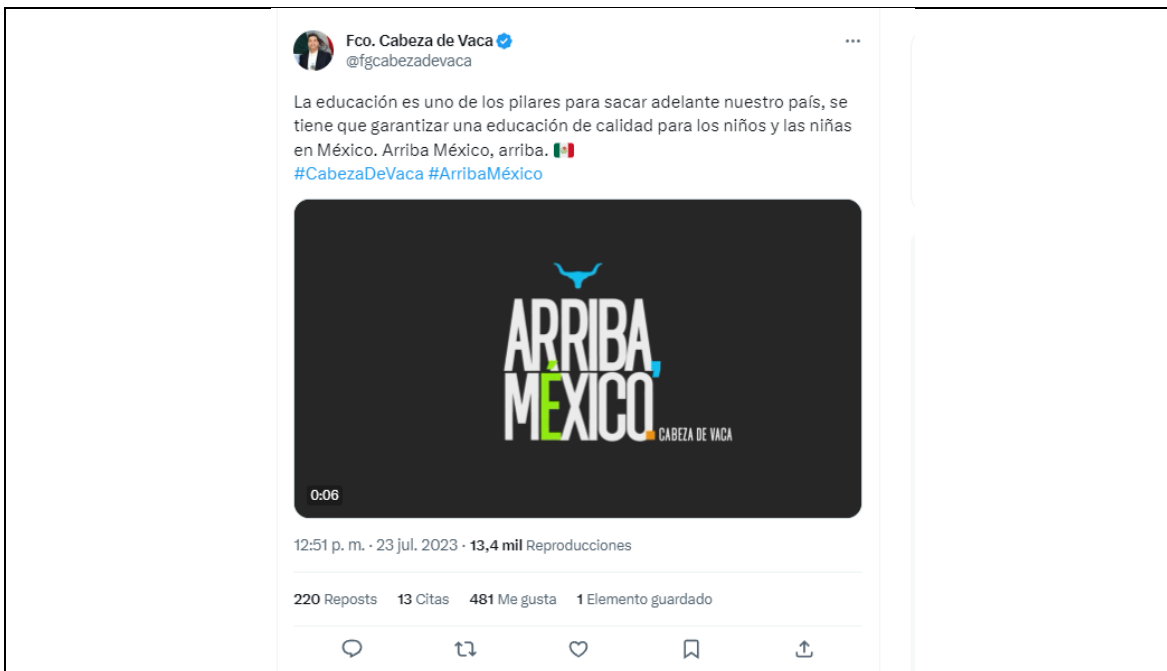 Fco. Cabeza de Vaca
@fgcabezadevaca
La educación es uno de los pilares para sacar adelante nuestro país, se
tiene que garantizar una educación de calidad para los niños y las niñas
en México. Arriba México, arriba. 🇲🇽
#CabezaDeVaca #ArribaMéxico
ARRIBA,
MÉXICO. CABEZA DE VACA
0:06
12:51 p. m. · 23 jul. 2023 · 13,4 mil Reproducciones
220 Reposts 13 Citas 481 Me gusta 1 Elemento guardado